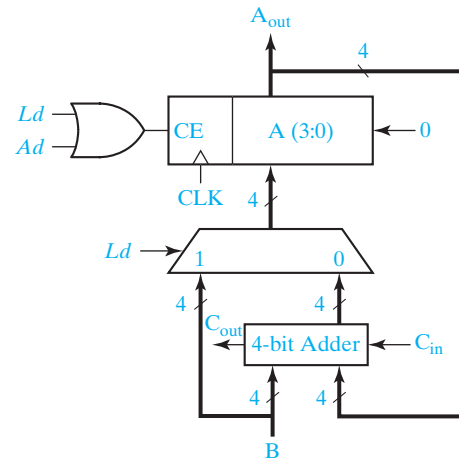 A_out
4
Ld
Ad
CE
A (3:0)
0
CLK
4
Ld
1
0
4
4
C_out
4-bit Adder
C_in
4
4
B